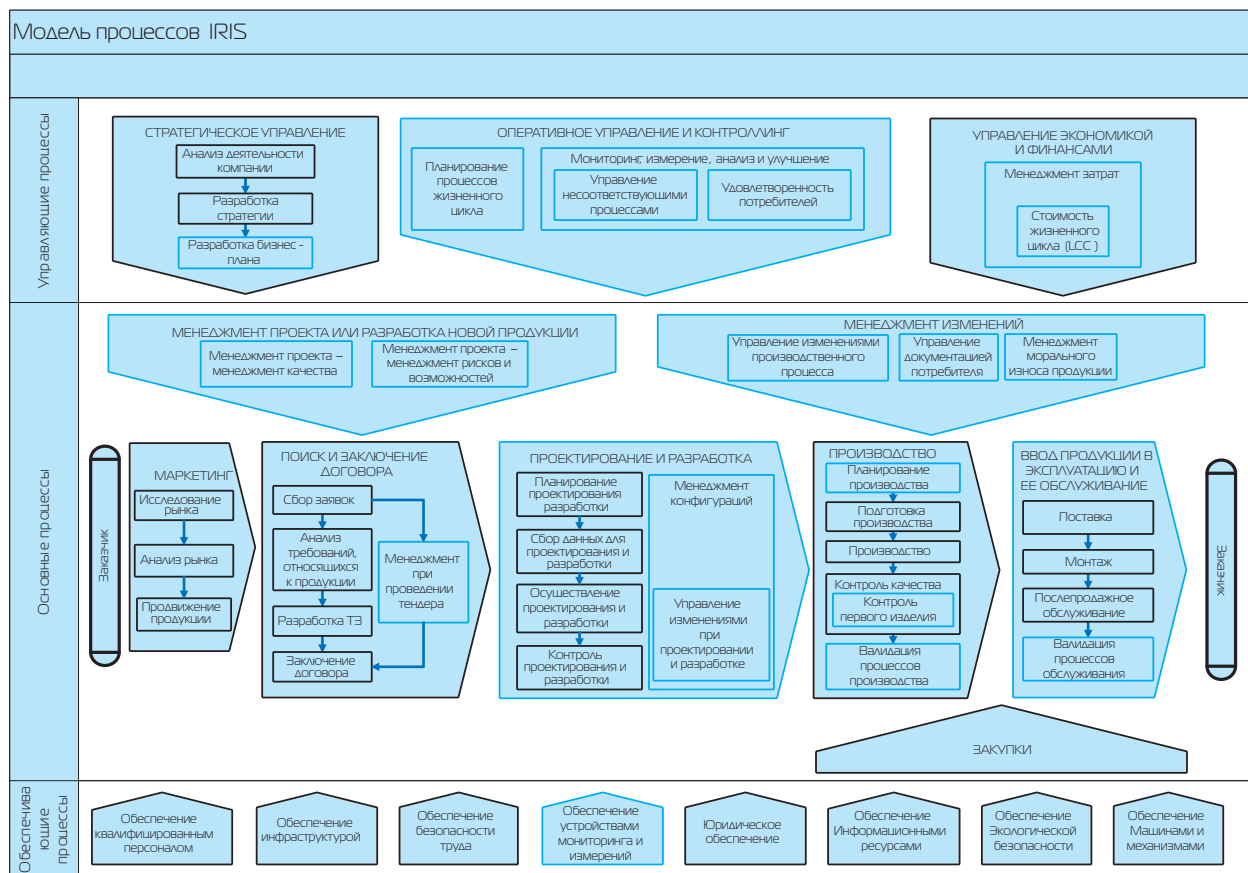 Модель процессов IRIS
Управляющие процессы
СТРАТЕГИЧЕСКОЕ УПРАВЛЕНИЕ
Анализ деятельности
компании
Разработка
стратегии
Разработка бизнес -
плана
ОПЕРАТИВНОЕ УПРАВЛЕНИЕ И КОНТРОЛЛИНГ
Планирование
процессов
жизненного
цикла
Мониторинг, измерение, анализ и улучшение
Управление
несоответствующими
процессами
Удовлетворенность
потребителей
УПРАВЛЕНИЕ ЭКОНОМИКОЙ
И ФИНАНСАМИ
Менеджмент затрат
Стоимость
жизненного
цикла (LCC )
Основные процессы
МЕНЕДЖМЕНТ ПРОЕКТА ИЛИ РАЗРАБОТКА НОВОЙ ПРОДУКЦИИ
Менеджмент проекта –
менеджмент качества
Менеджмент проекта –
менеджмент рисков и
возможностей
МЕНЕДЖМЕНТ ИЗМЕНЕНИЙ
Управление изменениями
производственного
процесса
Управление
документацией
потребителя
Менеджмент
морального
износа продукции
Заказчик
МАРКЕТИНГ
Исследование
рынка
Анализ рынка
Продвижение
продукции
ПОИСК И ЗАКЛЮЧЕНИЕ
ДОГОВОРА
Сбор заявок
Анализ
требований,
относящихся
к продукции
Разработка ТЗ
Заключение
договора
Менеджмент
при
проведении
тендера
ПРОЕКТИРОВАНИЕ И РАЗРАБОТКА
Планирование
проектирования
разработки
Сбор данных для
проектирования и
разработки
Осуществление
проектирования и
разработки
Контроль
проектирования и
разработки
Менеджмент
конфигураций
Управление
изменениями
при
проектировании
и разработке
ПРОИЗВОДСТВО
Планирование
производства
Подготовка
производства
Производство
Контроль качества
Контроль
первого изделия
Валидация
процессов
производства
ВВОД ПРОДУКЦИИ В
ЭКСПЛУАТАЦИЮ И
ЕЕ ОБСЛУЖИВАНИЕ
Поставка
Монтаж
Послепродажное
обслуживание
Валидация
процессов
обслуживания
Заказчик
ЗАКУПКИ
Обеспечива
ющие
процессы
Обеспечение
квалифицированным
персоналом
Обеспечение
инфраструктурой
Обеспечение
безопасности
труда
Обеспечение
устройствами
мониторинга и
измерений
Юридическое
обеспечение
Обеспечение
Информационными
ресурсами
Обеспечение
Экологической
безопасности
Обеспечение
Машинами и
механизмами